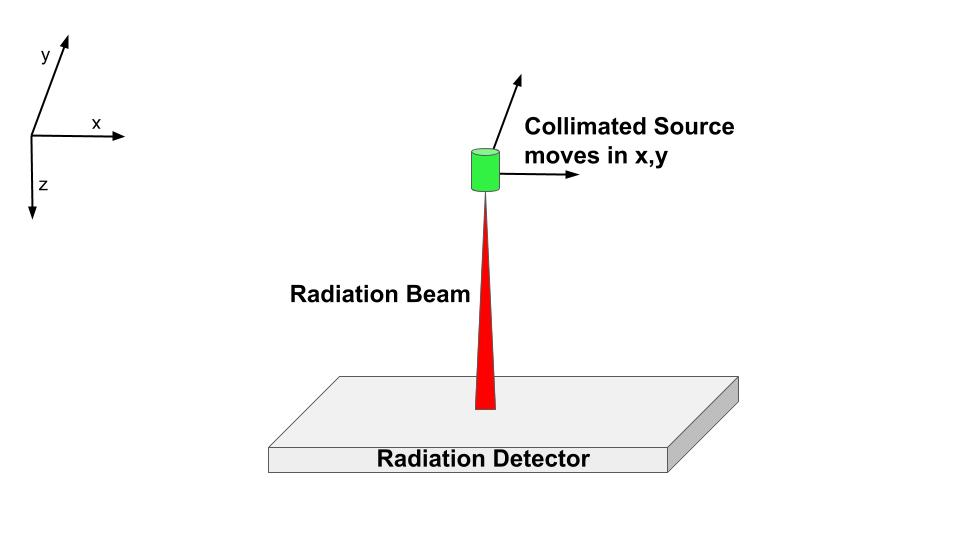 y
x
z
Collimated Source
moves in x,y
Radiation Beam
Radiation Detector